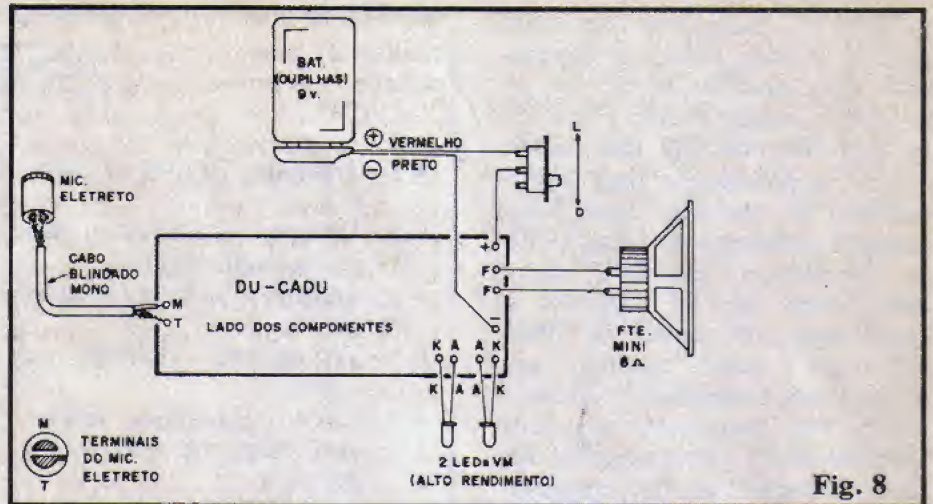 BAT.
(OU PILHAS)
9 v.
⊕ VERMELHO
⊖ PRETO
L
D
MIC.
ELETRETO
CABO
BLINDADO
MONO
M
T
DU-CADU
LADO DOS COMPONENTES
+
F
F
−
K A A K
K A A K
FTE.
MINI
8Ω
2 LEDs VM
(ALTO RENDIMENTO)
M
T
TERMINAIS
DO MIC.
ELETRETO
Fig. 8